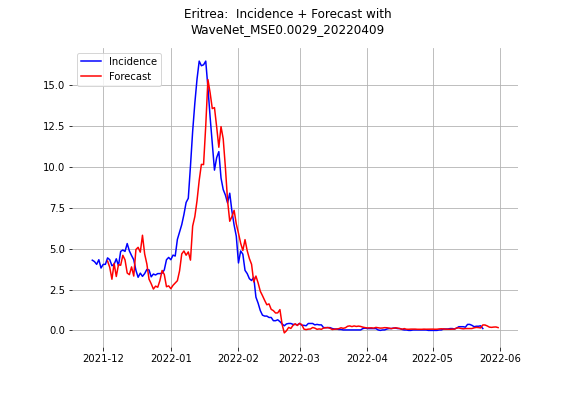 Eritrea:  Incidence + Forecast with
WaveNet_MSE0.0029_20220409
Incidence
Forecast
15.0
12.5
10.0
7.5
5.0
2.5
0.0
2021-12 2022-01 2022-02 2022-03 2022-04 2022-05 2022-06